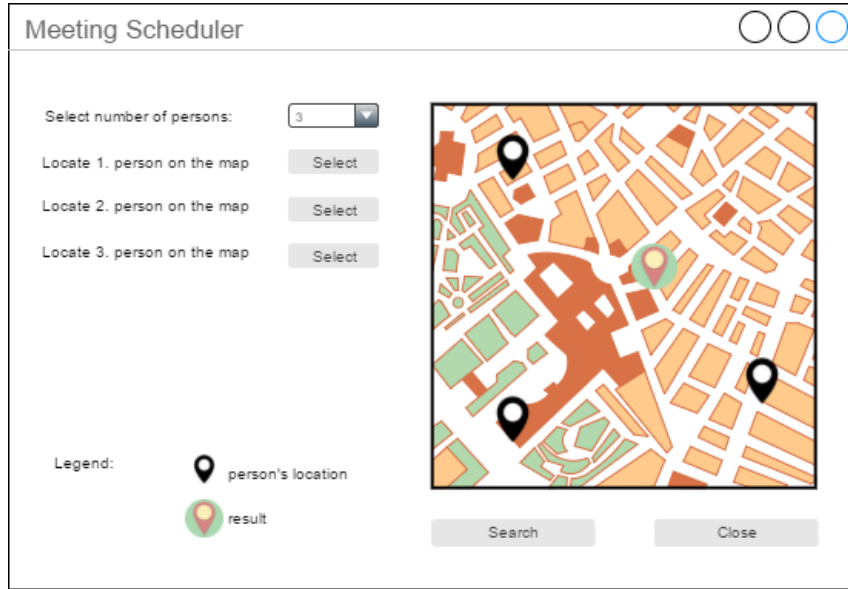 Meeting Scheduler
Select number of persons: 3
Locate 1. person on the map Select
Locate 2. person on the map Select
Locate 3. person on the map Select
Legend:
person's location
result
Search Close